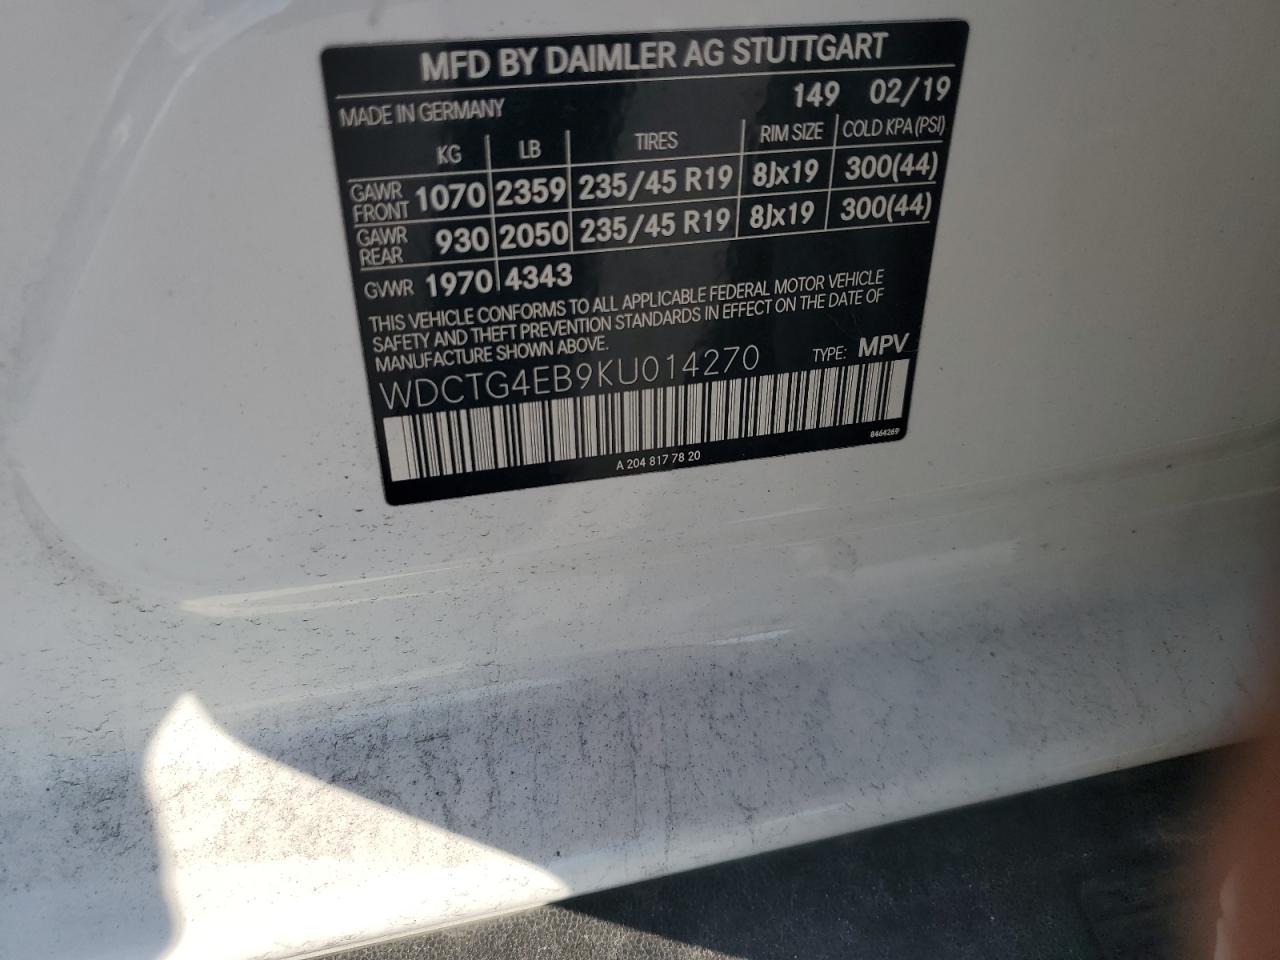 MFD BY DAIMLER AG STUTTGART
MADE IN GERMANY 149 02/19
KG LB TIRES RIM SIZE COLD KPA (PSI)
GAWR FRONT 1070 2359 235/45 R19 8Jx19 300(44)
GAWR REAR 930 2050 235/45 R19 8Jx19 300(44)
GVWR 1970 4343
THIS VEHICLE CONFORMS TO ALL APPLICABLE FEDERAL MOTOR VEHICLE
SAFETY AND THEFT PREVENTION STANDARDS IN EFFECT ON THE DATE OF
MANUFACTURE SHOWN ABOVE.
WDCTG4EB9KU014270 TYPE: MPV
8464269
A 204 817 78 20